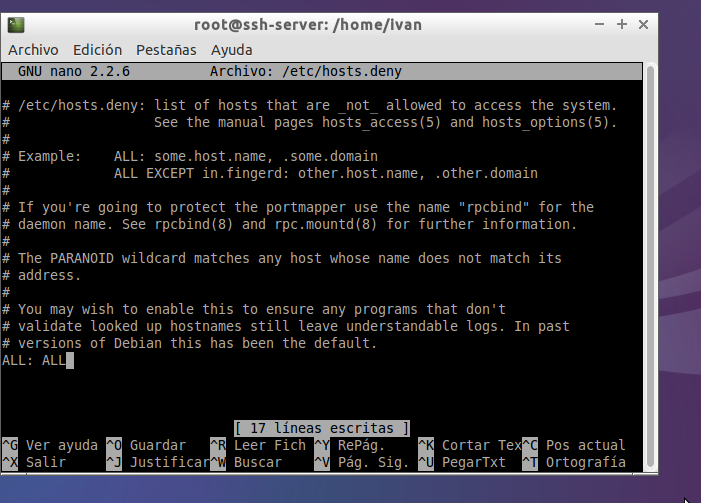 root@ssh-server: /home/ivan
Archivo Edición Pestañas Ayuda
GNU nano 2.2.6 Archivo: /etc/hosts.deny
# /etc/hosts.deny: list of hosts that are _not_ allowed to access the system.
# See the manual pages hosts_access(5) and hosts_options(5).
#
# Example: ALL: some.host.name, .some.domain
# ALL EXCEPT in.fingerd: other.host.name, .other.domain
#
# If you're going to protect the portmapper use the name "rpcbind" for the
# daemon name. See rpcbind(8) and rpc.mountd(8) for further information.
#
# The PARANOID wildcard matches any host whose name does not match its
# address.
#
# You may wish to enable this to ensure any programs that don't
# validate looked up hostnames still leave understandable logs. In past
# versions of Debian this has been the default.
ALL: ALL
[ 17 líneas escritas ]
^G Ver ayuda ^O Guardar ^R Leer Fich ^Y RePág. ^K Cortar Tex ^C Pos actual
^X Salir ^J Justificar ^W Buscar ^V Pág. Sig. ^U PegarTxt ^T Ortografía